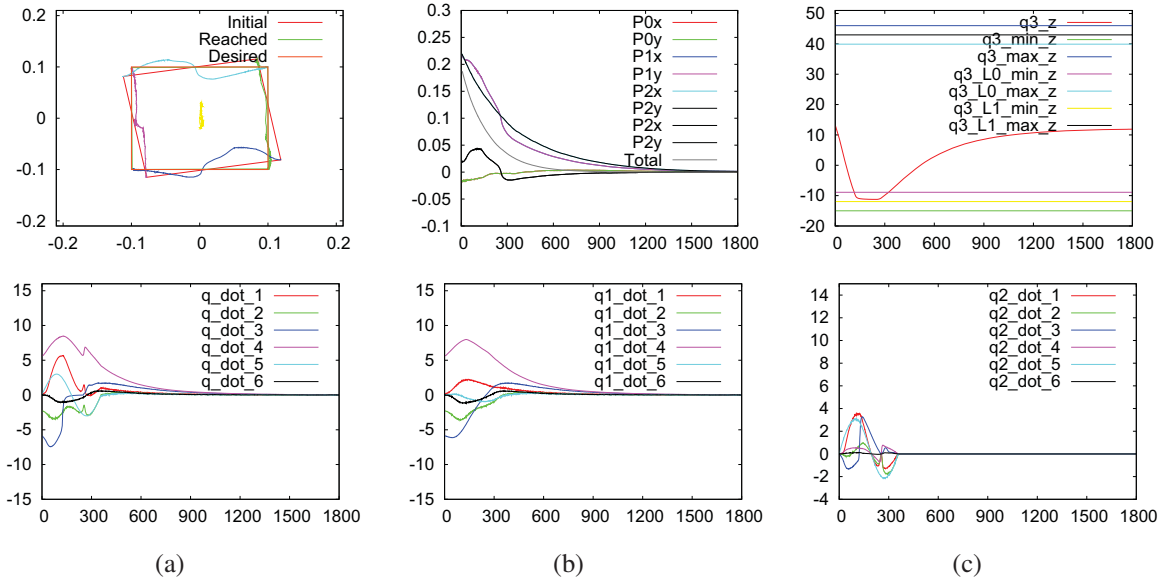 Initial
Reached
Desired
0.2
0.1
0
-0.1
-0.2
-0.2 -0.1 0 0.1 0.2
P0x
P0y
P1x
P1y
P2x
P2y
P2x
P2y
Total
0.3
0.25
0.2
0.15
0.1
0.05
0
-0.05
0.1
0 300 600 900 1200 1500 1800
q3_z
q3_min_z
q3_max_z
q3_L0_min_z
q3_L0_max_z
q3_L1_min_z
q3_L1_max_z
50
40
30
20
10
0
-10
-20
0 300 600 900 1200 1500 1800
q_dot_1
q_dot_2
q_dot_3
q_dot_4
q_dot_5
q_dot_6
15
10
5
0
-5
-10
-15
0 300 600 900 1200 1500 1800
q1_dot_1
q1_dot_2
q1_dot_3
q1_dot_4
q1_dot_5
q1_dot_6
15
10
5
0
-5
-10
-15
0 300 600 900 1200 1500 1800
q2_dot_1
q2_dot_2
q2_dot_3
q2_dot_4
q2_dot_5
q2_dot_6
14
12
10
8
6
4
2
0
-2
-4
0 300 600 900 1200 1500 1800
(a) (b) (c)